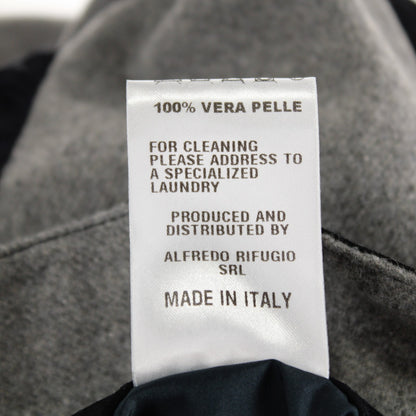 100% VERA PELLE
FOR CLEANING
PLEASE ADDRESS TO
A SPECIALIZED
LAUNDRY
PRODUCED AND
DISTRIBUTED BY
ALFREDO RIFUGIO
SRL
MADE IN ITALY